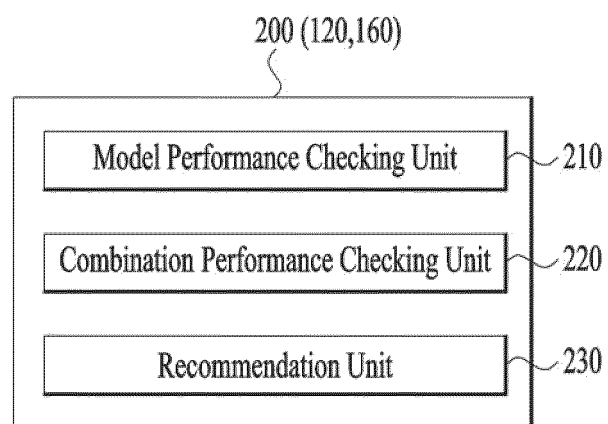 200 (120,160)
Model Performance Checking Unit 210
Combination Performance Checking Unit 220
Recommendation Unit 230